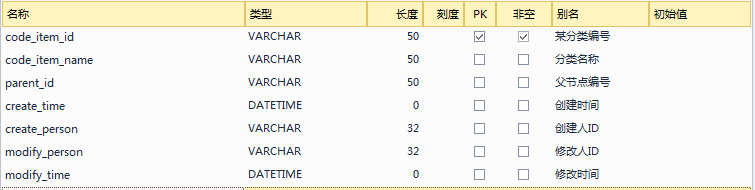 名称 类型 长度 刻度 PK 非空 别名 初始值
code_item_id VARCHAR 50 某分类编号
code_item_name VARCHAR 50 分类名称
parent_id VARCHAR 50 父节点编号
create_time DATETIME 0 创建时间
create_person VARCHAR 32 创建人ID
modify_person VARCHAR 32 修改人ID
modify_time DATETIME 0 修改时间